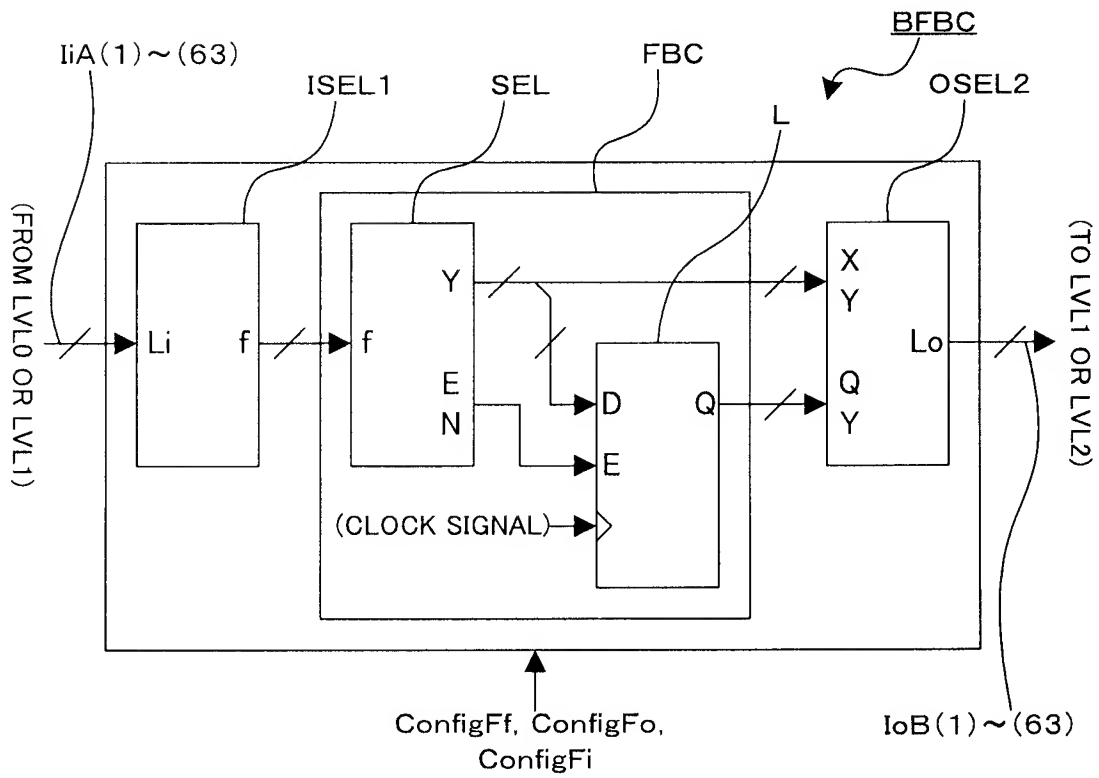 BFBC
IiA(1)~(63)
ISEL1
SEL
FBC
L
OSEL2
(FROM LVL0 OR LVL1)
Li
f
f
Y
E
N
D
Q
E
(CLOCK SIGNAL)
X
Y
Q
Y
Lo
(TO LVL1 OR LVL2)
ConfigFf, ConfigFo,
ConfigFi
IoB(1)~(63)